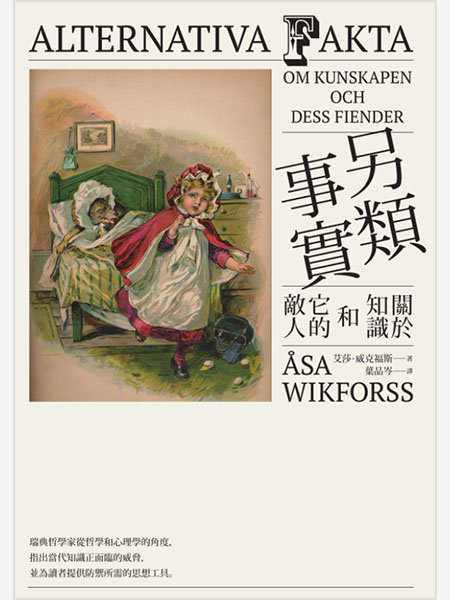 ALTERNATIVA FAKTA
OM KUNSKAPEN
OCH
DESS FIENDER
另類
事實
關於
知識
和
它的
敵人
ÅSA
WIKFORSS
艾莎·威克福斯——著
葉品岑——譯
瑞典哲學家從哲學和心理學的角度,
指出當代知識正面臨的威脅,
並為讀者提供防禦所需的思想工具。